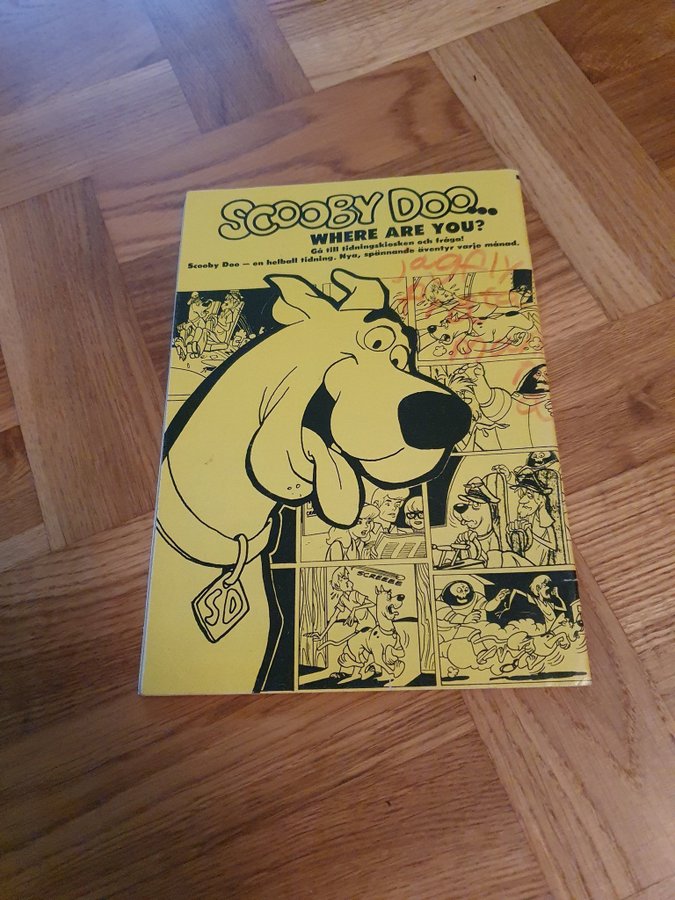 SCOOBY DOO...
WHERE ARE YOU?
Gå till tidningskiosken och fråga!
Scooby Doo — en helball tidning. Nya, spännande äventyr varje månad.
SCREEEE
SD